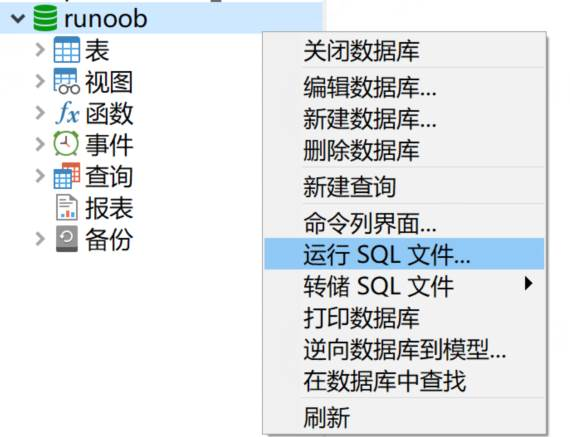 runoob
表
视图
fx 函数
事件
查询
报表
备份
关闭数据库
编辑数据库...
新建数据库...
删除数据库
新建查询
命令列界面...
运行 SQL 文件...
转储 SQL 文件
打印数据库
逆向数据库到模型...
在数据库中查找
刷新